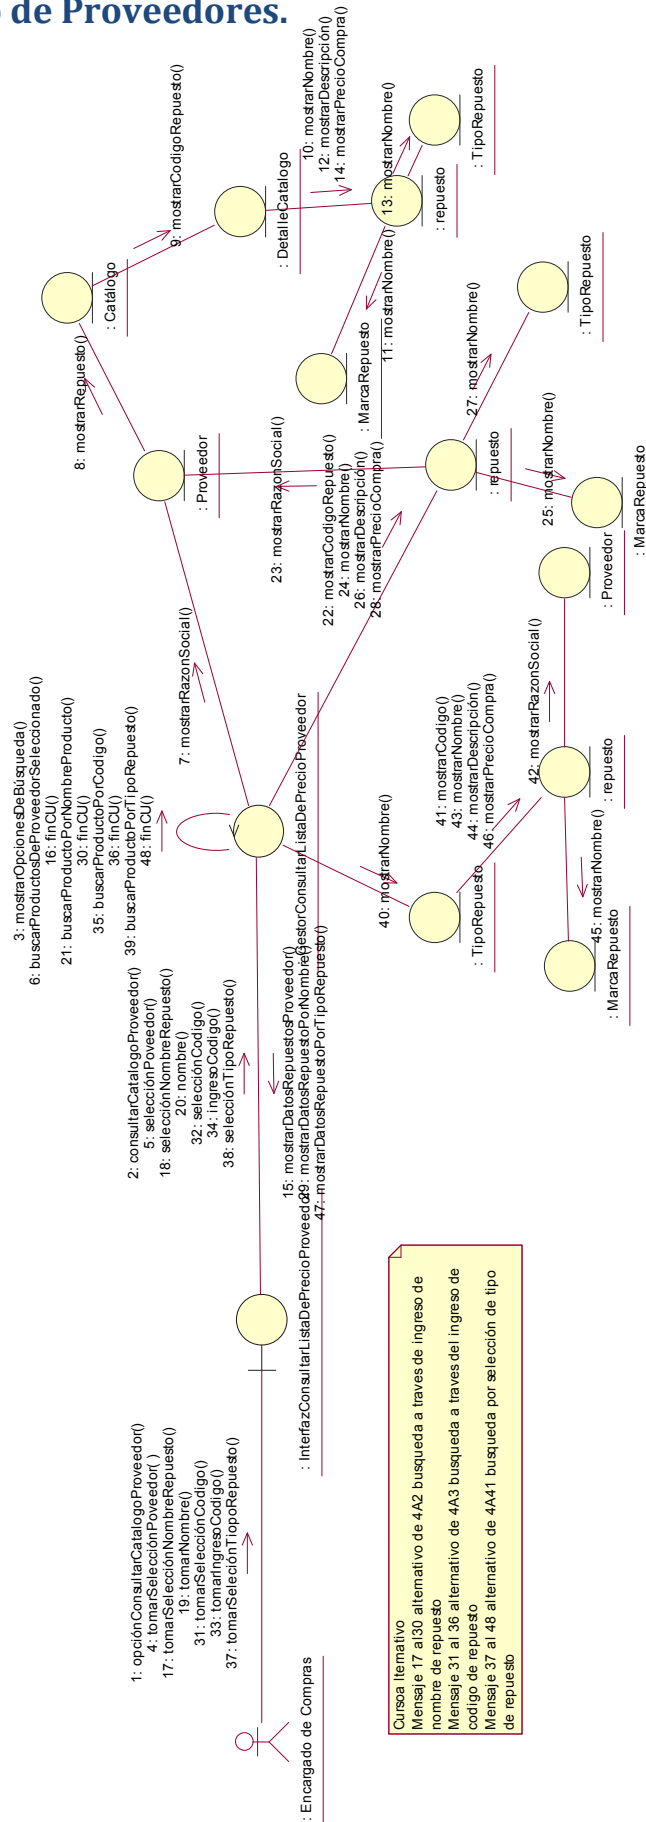 o de Proveedores.
1: opciónConsultarCatalogoProveedor()
4: tomarSelecciónPoveedor( )
17: tomarSelecciónNombreRepuesto()
19: tomarNombre()
31: tomarSelecciónCodigo()
33: tomarIngresoCodigo()
37: tomarSeleciónTiopoRepuesto()
: Encargado de Compras
2: consultarCatalogoProveedor()
5: selecciónPoveedor()
18: selecciónNombreRepuesto()
20: nombre()
32: selecciónCodigo()
34: ingresoCodigo()
38: selecciónTipoRepuesto()
15: mostrarDatosRepuestosProveedor()
29: mostrarDatosRepuestoPorNombre()
47: mostrarDatosRepuestoPorTipoRepuesto()
: InterfazConsultarListaDePrecioProveedor
GestorConsultarListaDePrecioProveedor
3: mostrarOpcionesDeBúsqueda()
6: buscarProductosDeProveedorSeleccionado()
16: finCU()
21: buscarProductoPorNombreProducto()
30: finCU()
35: buscarProductoPorCodigo()
36: finCU()
39: buscarProductoPorTipoRepuesto()
48: finCU()
7: mostrarRazonSocial()
: Proveedor
8: mostrarRepuesto()
: Catálogo
9: mostrarCodigoRepuesto()
: DetalleCatalogo
10: mostrarNombre()
12: mostrarDescripción()
14: mostrarPrecioCompra()
: repuesto
13: mostrarNombre()
: TipoRepuesto
11: mostrarNombre()
: MarcaRepuesto
23: mostrarRazonSocial()
22: mostrarCodigoRepuesto()
24: mostrarNombre()
26: mostrarDescripción()
28: mostrarPrecioCompra()
: repuesto
27: mostrarNombre()
: TipoRepuesto
25: mostrarNombre()
: MarcaRepuesto
40: mostrarNombre()
: TipoRepuesto
41: mostrarCodigo()
43: mostrarNombre()
44: mostrarDescripción()
46: mostrarPrecioCompra()
: repuesto
42: mostrarRazonSocial()
: Proveedor
45: mostrarNombre()
: MarcaRepuesto
Cursoa lternativo
Mensaje 17 al30 alternativo de 4A2 busqueda a traves de ingreso de
nombre de repuesto
Mensaje 31 al 36 alternativo de 4A3 busqueda a traves del ingreso de
codigo de repuesto
Mensaje 37 al 48 alternativo de 4A41 busqueda por selección de tipo
de repuesto